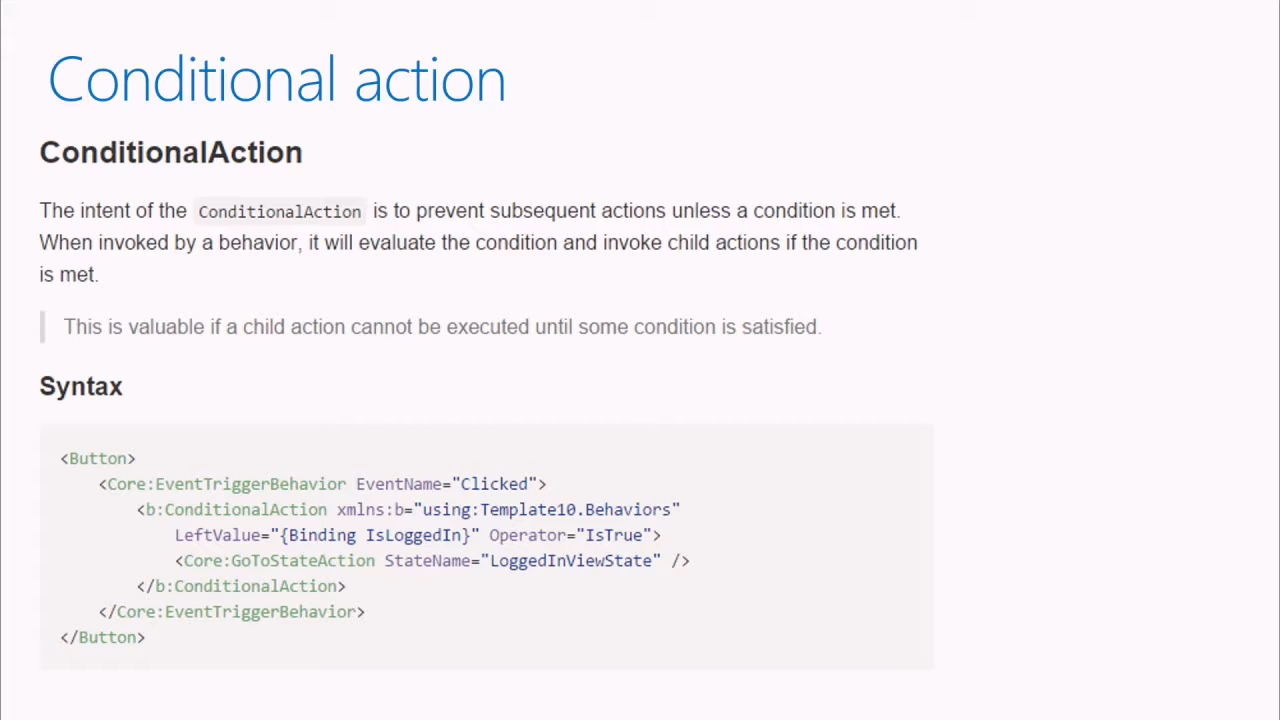 Conditional action
ConditionalAction
The intent of the ConditionalAction is to prevent subsequent actions unless a condition is met.
When invoked by a behavior, it will evaluate the condition and invoke child actions if the condition
is met.
This is valuable if a child action cannot be executed until some condition is satisfied.
Syntax
<Button>
    <Core:EventTriggerBehavior EventName="Clicked">
        <b:ConditionalAction xmlns:b="using:Template10.Behaviors"
            LeftValue="{Binding IsLoggedIn}" Operator="IsTrue">
            <Core:GoToStateAction StateName="LoggedInViewState" />
        </b:ConditionalAction>
    </Core:EventTriggerBehavior>
</Button>